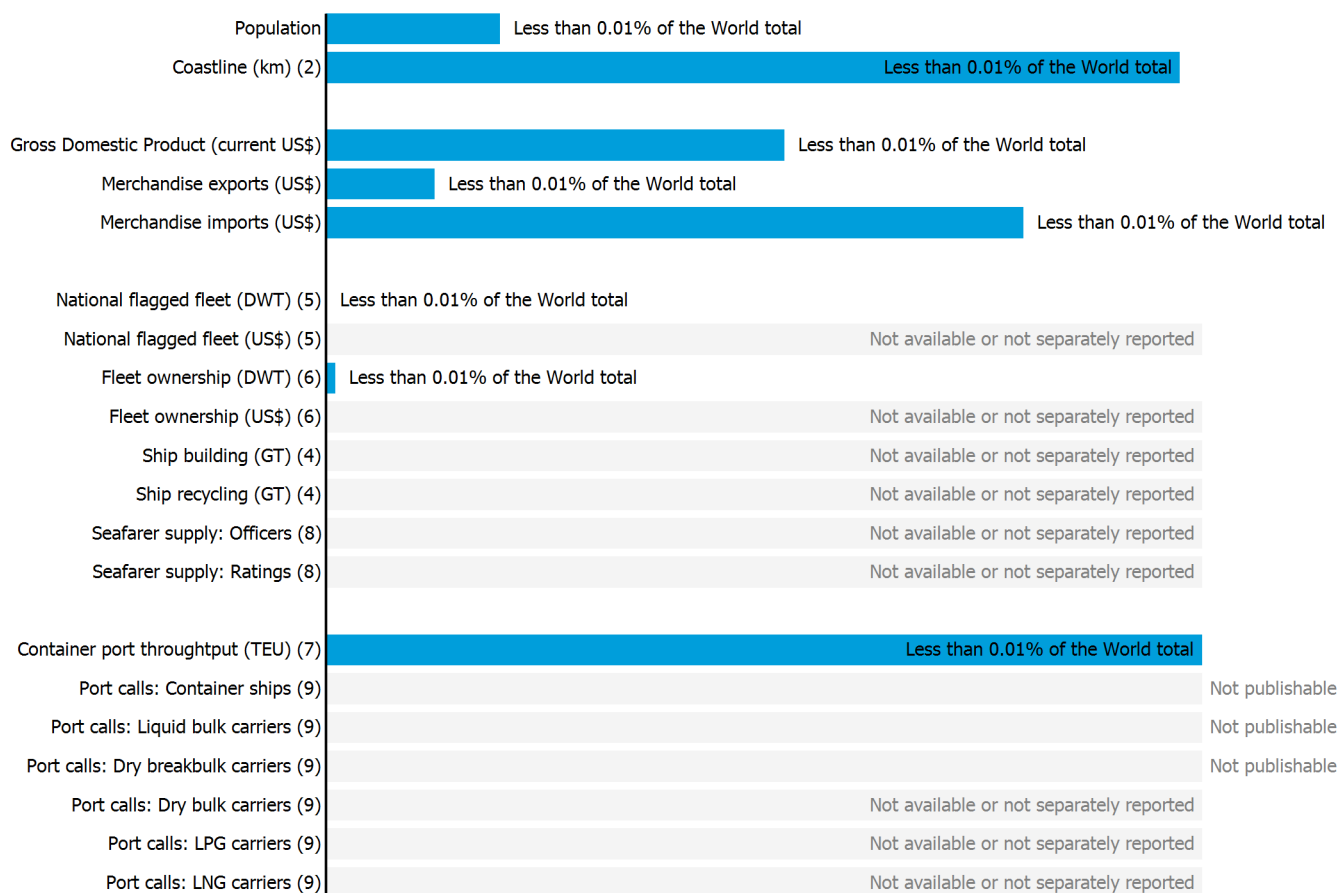 Population Less than 0.01% of the World total
Coastline (km) (2) Less than 0.01% of the World total
Gross Domestic Product (current US$) Less than 0.01% of the World total
Merchandise exports (US$) Less than 0.01% of the World total
Merchandise imports (US$) Less than 0.01% of the World total
National flagged fleet (DWT) (5) Less than 0.01% of the World total
National flagged fleet (US$) (5) Not available or not separately reported
Fleet ownership (DWT) (6) Less than 0.01% of the World total
Fleet ownership (US$) (6) Not available or not separately reported
Ship building (GT) (4) Not available or not separately reported
Ship recycling (GT) (4) Not available or not separately reported
Seafarer supply: Officers (8) Not available or not separately reported
Seafarer supply: Ratings (8) Not available or not separately reported
Container port throughtput (TEU) (7) Less than 0.01% of the World total
Port calls: Container ships (9) Not publishable
Port calls: Liquid bulk carriers (9) Not publishable
Port calls: Dry breakbulk carriers (9) Not publishable
Port calls: Dry bulk carriers (9) Not available or not separately reported
Port calls: LPG carriers (9) Not available or not separately reported
Port calls: LNG carriers (9) Not available or not separately reported